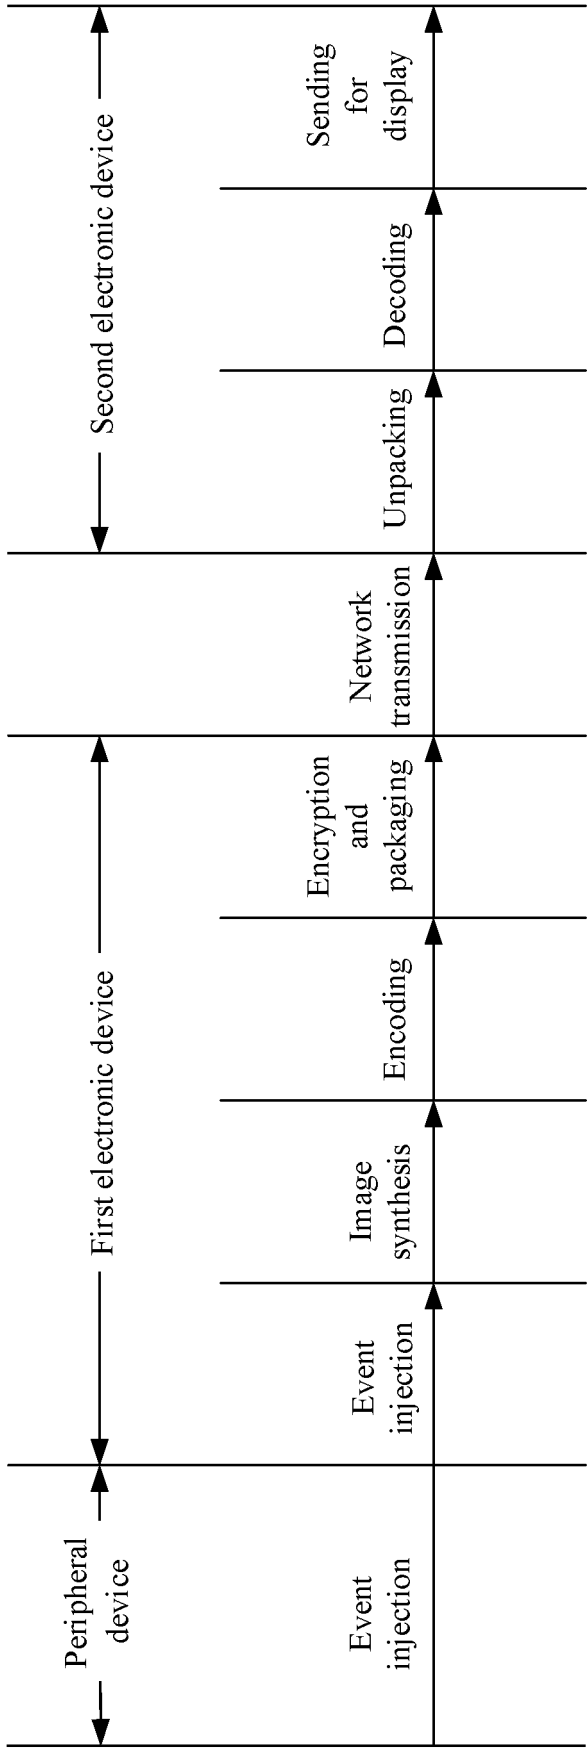 Peripheral
device
First electronic device
Second electronic device
Event
injection
Event
injection
Image
synthesis
Encoding
Encryption
and
packaging
Network
transmission
Unpacking
Decoding
Sending
for
display